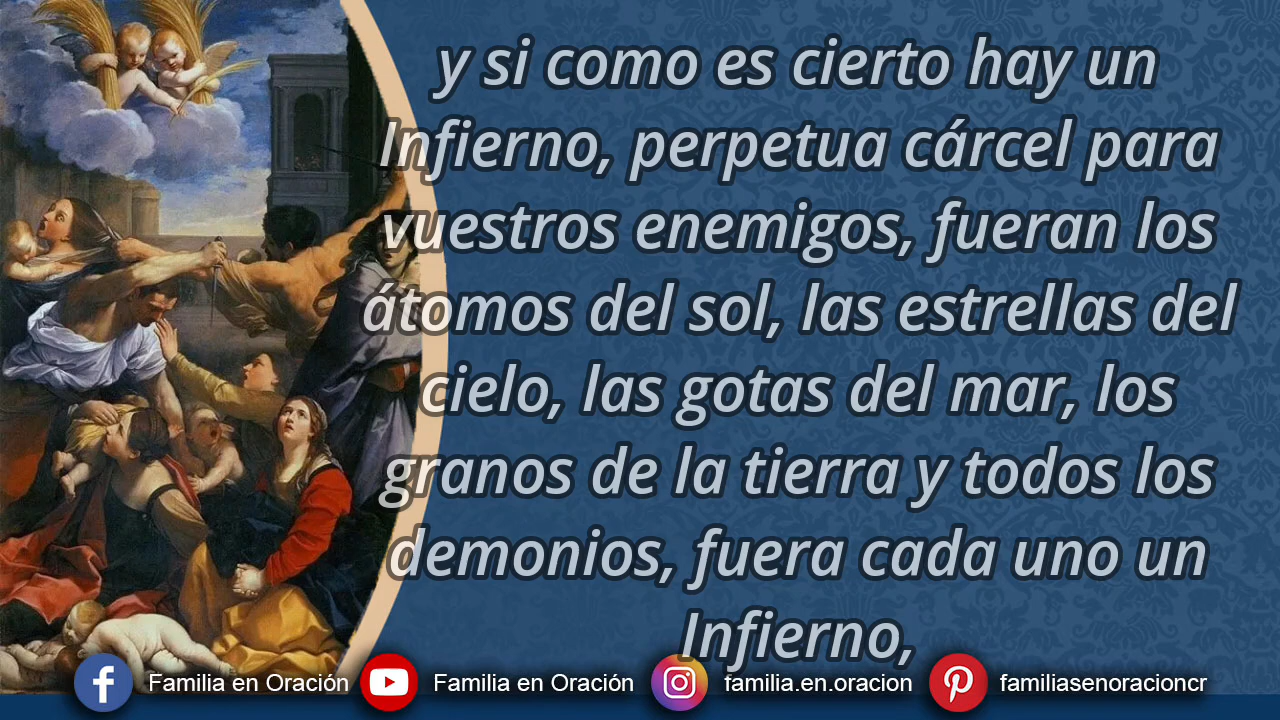 y si como es cierto hay un
Infierno, perpetua cárcel para
vuestros enemigos, fueran los
átomos del sol, las estrellas del
cielo, las gotas del mar, los
granos de la tierra y todos los
demonios, fuera cada uno un
Infierno,
Familia en Oración
Familia en Oración
familia.en.oracion
familiasenoracioncr